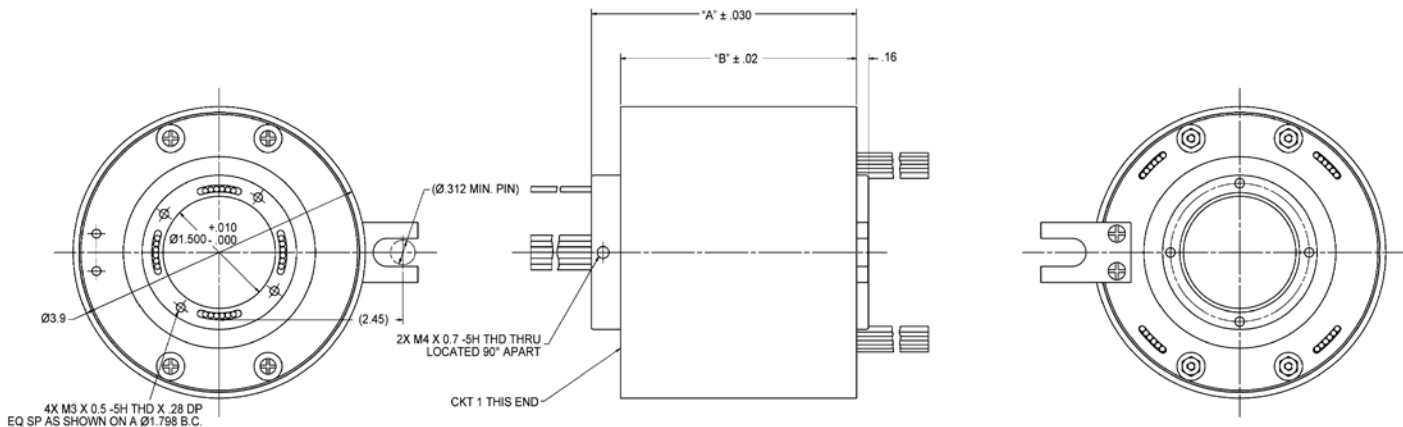 "A" ± .030
"B" ± .02
.16
(Ø.312 MIN. PIN)
+.010
Ø1.500 - .000
Ø3.9
(2.45)
2X M4 X 0.7 -5H THD THRU
LOCATED 90° APART
CKT 1 THIS END
4X M3 X 0.5 -5H THD X .28 DP
EQ SP AS SHOWN ON A Ø1.798 B.C.